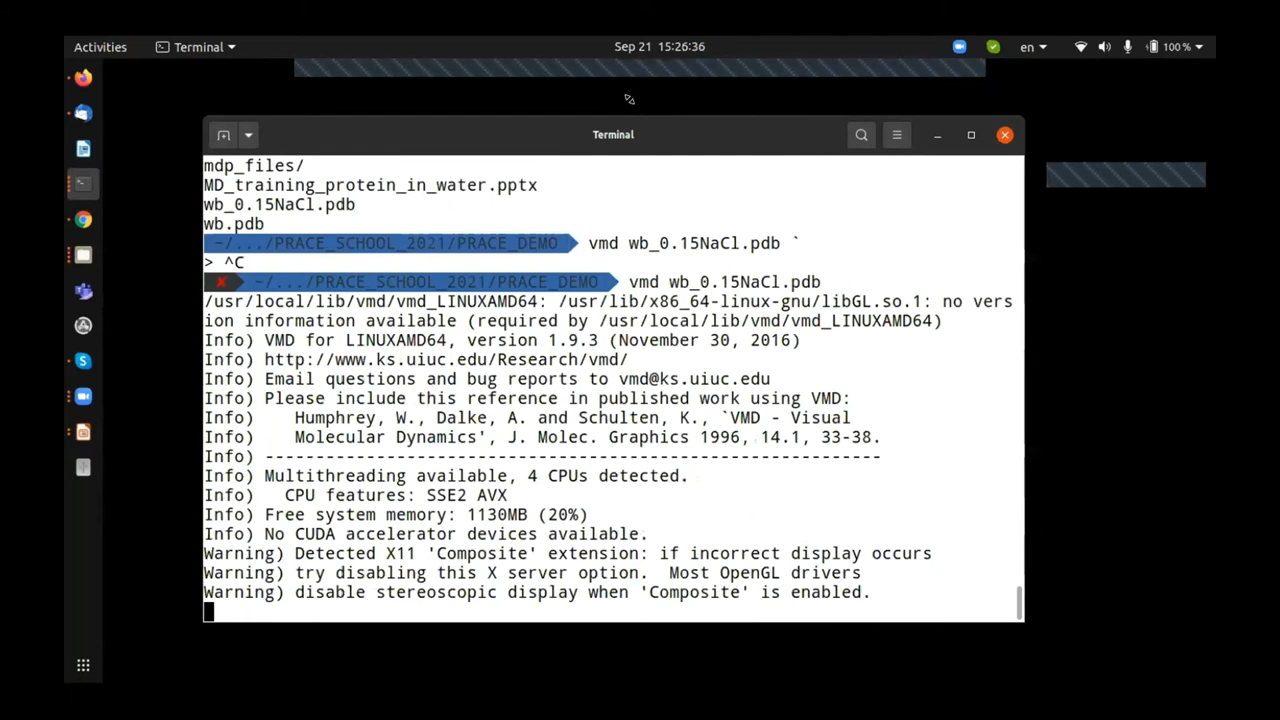 Activities
Terminal
Sep 21 15:26:36
en
100 %
Terminal
mdp_files/
MD_training_protein_in_water.pptx
wb_0.15NaCl.pdb
wb.pdb
~/.../PRACE_SCHOOL_2021/PRACE_DEMO vmd wb_0.15NaCl.pdb `
> ^C
✘ ~/.../PRACE_SCHOOL_2021/PRACE_DEMO vmd wb_0.15NaCl.pdb
/usr/local/lib/vmd/vmd_LINUXAMD64: /usr/lib/x86_64-linux-gnu/libGL.so.1: no vers
ion information available (required by /usr/local/lib/vmd/vmd_LINUXAMD64)
Info) VMD for LINUXAMD64, version 1.9.3 (November 30, 2016)
Info) http://www.ks.uiuc.edu/Research/vmd/
Info) Email questions and bug reports to vmd@ks.uiuc.edu
Info) Please include this reference in published work using VMD:
Info)    Humphrey, W., Dalke, A. and Schulten, K., `VMD - Visual
Info)    Molecular Dynamics', J. Molec. Graphics 1996, 14.1, 33-38.
Info) -------------------------------------------------------------
Info) Multithreading available, 4 CPUs detected.
Info)   CPU features: SSE2 AVX
Info) Free system memory: 1130MB (20%)
Info) No CUDA accelerator devices available.
Warning) Detected X11 'Composite' extension: if incorrect display occurs
Warning) try disabling this X server option.  Most OpenGL drivers
Warning) disable stereoscopic display when 'Composite' is enabled.